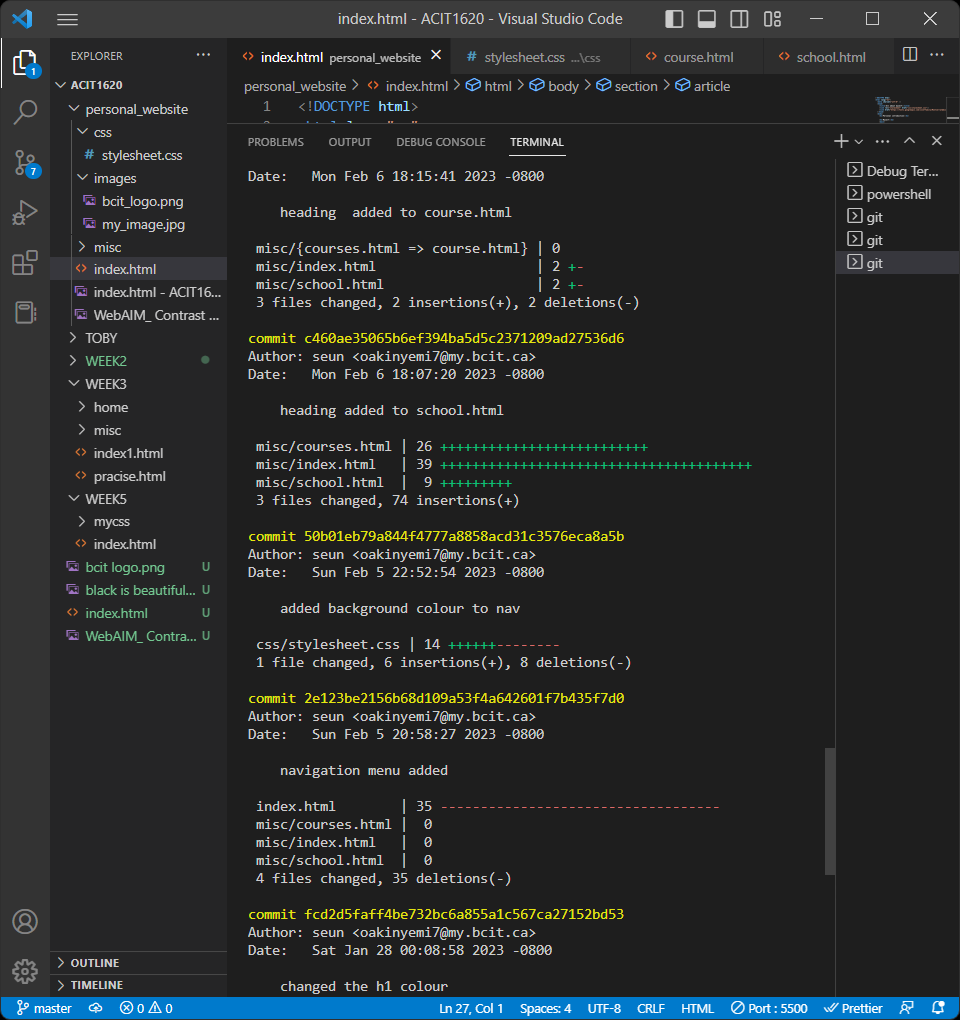 index.html - ACIT1620 - Visual Studio Code
EXPLORER
ACIT1620
personal_website
css
# stylesheet.css
images
bcit_logo.png
my_image.jpg
misc
index.html
index.html - ACIT16...
WebAIM_ Contrast ...
TOBY
WEEK2
WEEK3
home
misc
index1.html
pracise.html
WEEK5
mycss
index.html
bcit logo.png U
black is beautiful... U
index.html U
WebAIM_ Contra... U
OUTLINE
TIMELINE
1
7
index.html personal_website
# stylesheet.css ...\css
course.html
school.html
personal_website > index.html > html > body > section > article
1 <!DOCTYPE html>
PROBLEMS OUTPUT DEBUG CONSOLE TERMINAL
Date:   Mon Feb 6 18:15:41 2023 -0800
heading  added to course.html
misc/{courses.html => course.html} | 0
misc/index.html                    | 2 +-
misc/school.html                   | 2 +-
3 files changed, 2 insertions(+), 2 deletions(-)
commit c460ae35065b6ef394ba5d5c2371209ad27536d6
Author: seun <oakinyemi7@my.bcit.ca>
Date:   Mon Feb 6 18:07:20 2023 -0800
heading added to school.html
misc/courses.html | 26 ++++++++++++++++++++++++++
misc/index.html   | 39 +++++++++++++++++++++++++++++++++++++++
misc/school.html  |  9 +++++++++
3 files changed, 74 insertions(+)
commit 50b01eb79a844f4777a8858acd31c3576eca8a5b
Author: seun <oakinyemi7@my.bcit.ca>
Date:   Sun Feb 5 22:52:54 2023 -0800
added background colour to nav
css/stylesheet.css | 14 ++++++--------
1 file changed, 6 insertions(+), 8 deletions(-)
commit 2e123be2156b68d109a53f4a642601f7b435f7d0
Author: seun <oakinyemi7@my.bcit.ca>
Date:   Sun Feb 5 20:58:27 2023 -0800
navigation menu added
index.html        | 35 -----------------------------------
misc/courses.html |  0
misc/index.html   |  0
misc/school.html  |  0
4 files changed, 35 deletions(-)
commit fcd2d5faff4be732bc6a855a1c567ca27152bd53
Author: seun <oakinyemi7@my.bcit.ca>
Date:   Sat Jan 28 00:08:58 2023 -0800
changed the h1 colour
Debug Ter...
powershell
git
git
git
master 0 0 Ln 27, Col 1 Spaces: 4 UTF-8 CRLF HTML Port : 5500 Prettier